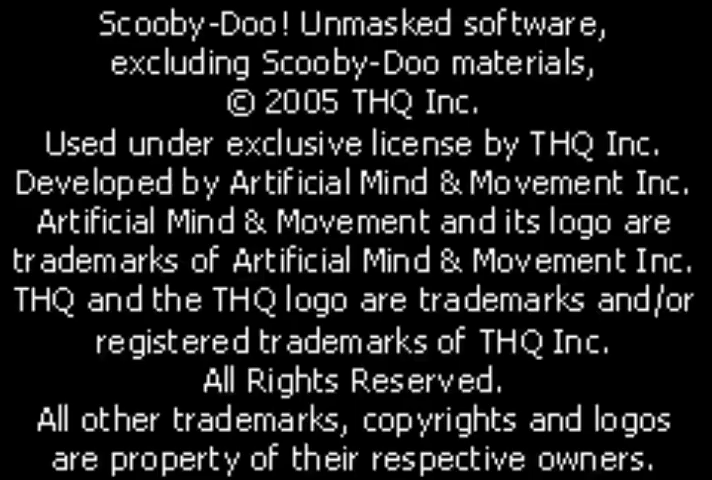 Scooby-Doo! Unmasked software,
excluding Scooby-Doo materials,
© 2005 THQ Inc.
Used under exclusive license by THQ Inc.
Developed by Artificial Mind & Movement Inc.
Artificial Mind & Movement and its logo are
trademarks of Artificial Mind & Movement Inc.
THQ and the THQ logo are trademarks and/or
registered trademarks of THQ Inc.
All Rights Reserved.
All other trademarks, copyrights and logos
are property of their respective owners.